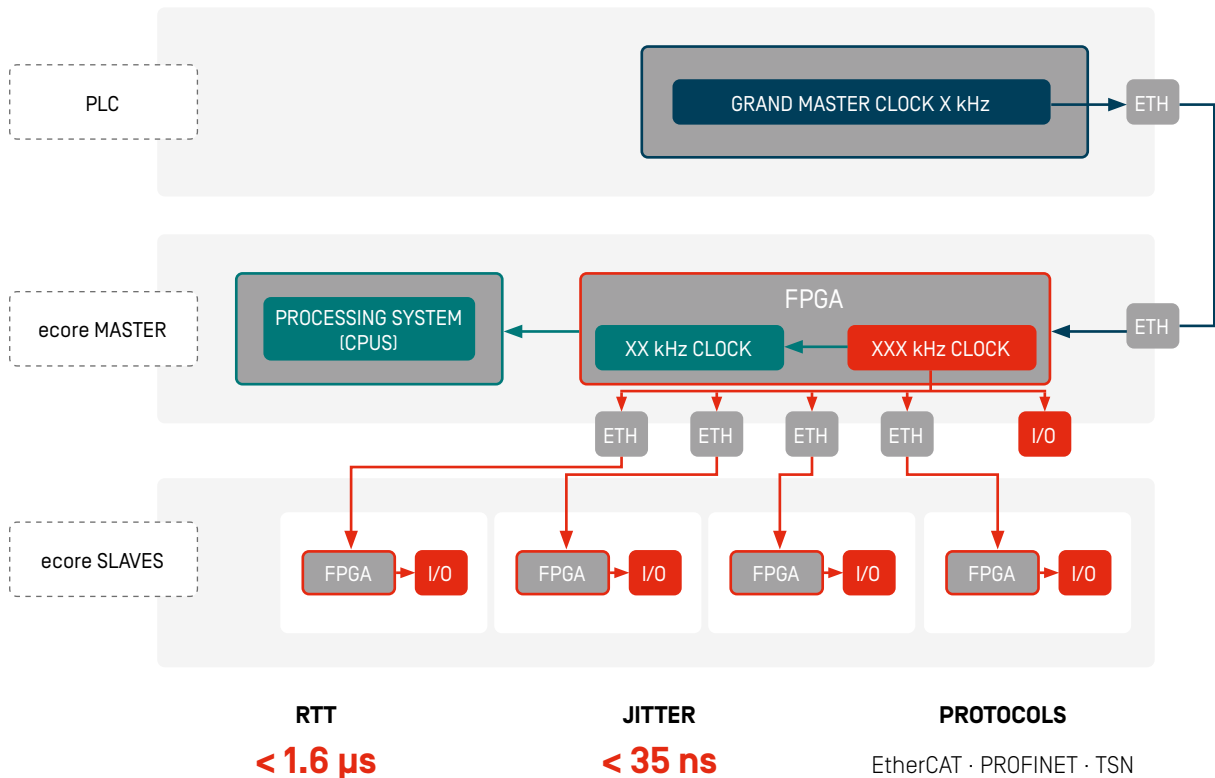 PLC
GRAND MASTER CLOCK X kHz
ETH
ecore MASTER
PROCESSING SYSTEM
(CPUS)
FPGA
XX kHz CLOCK
XXX kHz CLOCK
ETH
ETH
ETH
ETH
ETH
I/O
ecore SLAVES
FPGA
I/O
FPGA
I/O
FPGA
I/O
FPGA
I/O
RTT
JITTER
PROTOCOLS
< 1.6 µs
< 35 ns
EtherCAT · PROFINET · TSN